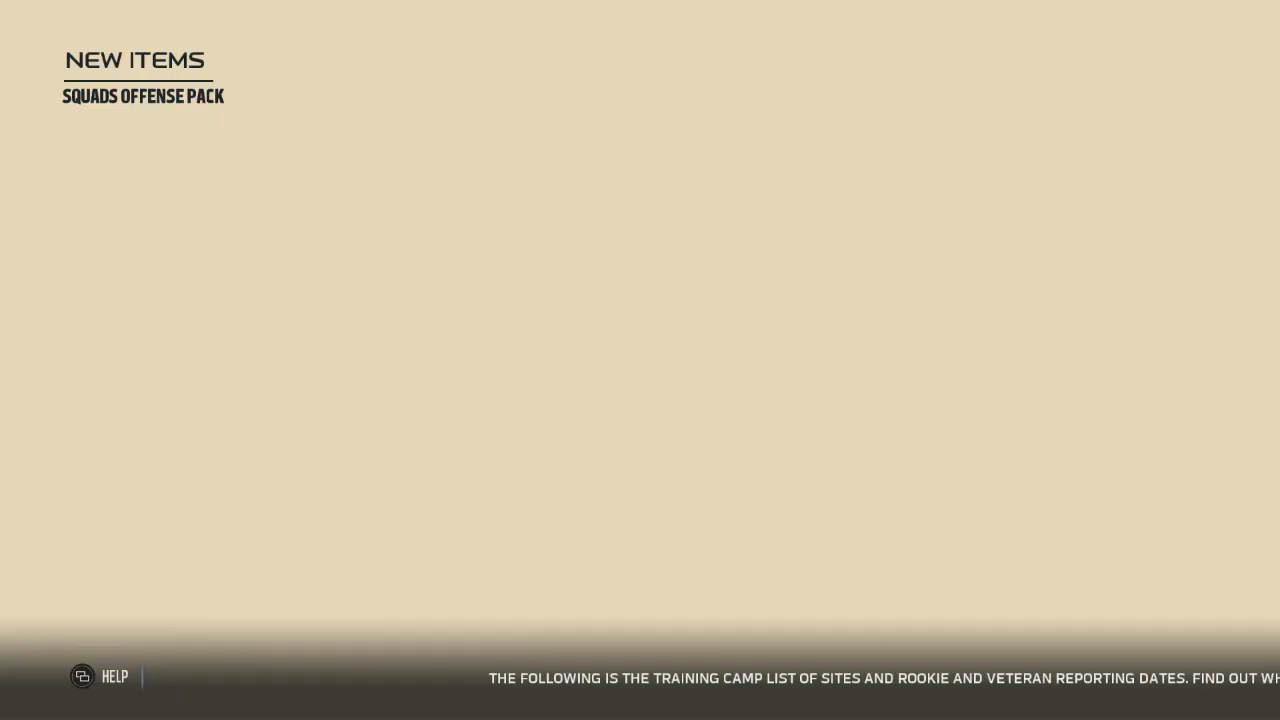 NEW ITEMS
SQUADS OFFENSE PACK
HELP
THE FOLLOWING IS THE TRAINING CAMP LIST OF SITES AND ROOKIE AND VETERAN REPORTING DATES. FIND OUT